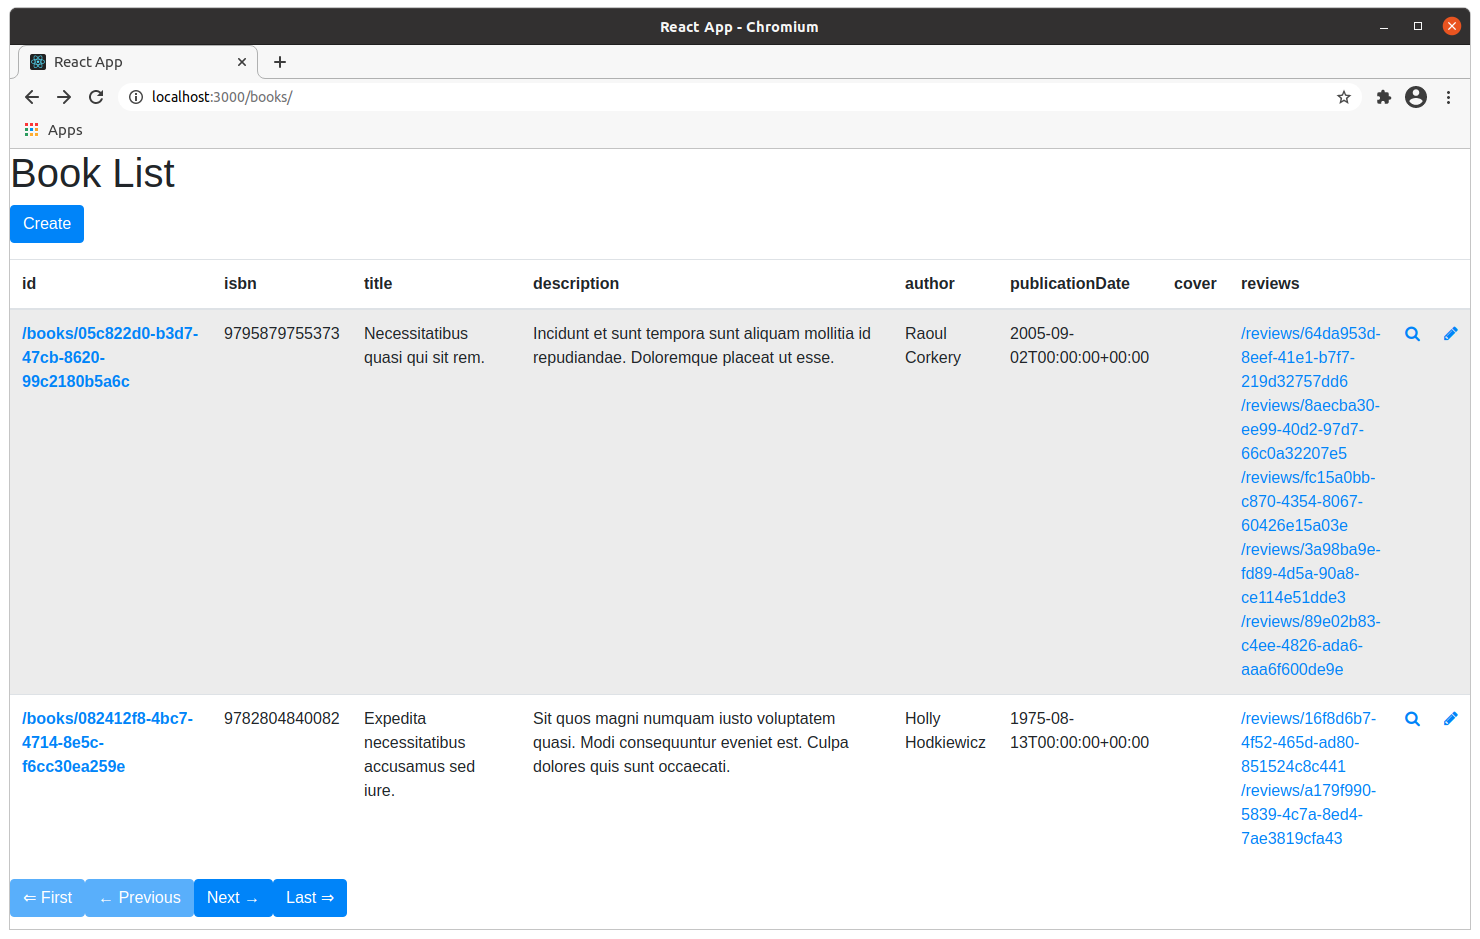 React App - Chromium
React App
localhost:3000/books/
Apps
Book List
Create
id isbn title description author publicationDate cover reviews
/books/05c822d0-b3d7-47cb-8620-99c2180b5a6c 9795879755373 Necessitatibus quasi qui sit rem. Incidunt et sunt tempora sunt aliquam mollitia id repudiandae. Doloremque placeat ut esse. Raoul Corkery 2005-09-02T00:00:00+00:00
/reviews/64da953d-
8eef-41e1-b7f7-
219d32757dd6
/reviews/8aecba30-
ee99-40d2-97d7-
66c0a32207e5
/reviews/fc15a0bb-
c870-4354-8067-
60426e15a03e
/reviews/3a98ba9e-
fd89-4d5a-90a8-
ce114e51dde3
/reviews/89e02b83-
c4ee-4826-ada6-
aaa6f600de9e
/books/082412f8-4bc7-4714-8e5c-f6cc30ea259e 9782804840082 Expedita necessitatibus accusamus sed iure. Sit quos magni numquam iusto voluptatem quasi. Modi consequuntur eveniet est. Culpa dolores quis sunt occaecati. Holly Hodkiewicz 1975-08-13T00:00:00+00:00
/reviews/16f8d6b7-
4f52-465d-ad80-
851524c8c441
/reviews/a179f990-
5839-4c7a-8ed4-
7ae3819cfa43
⇐ First ← Previous Next → Last ⇒